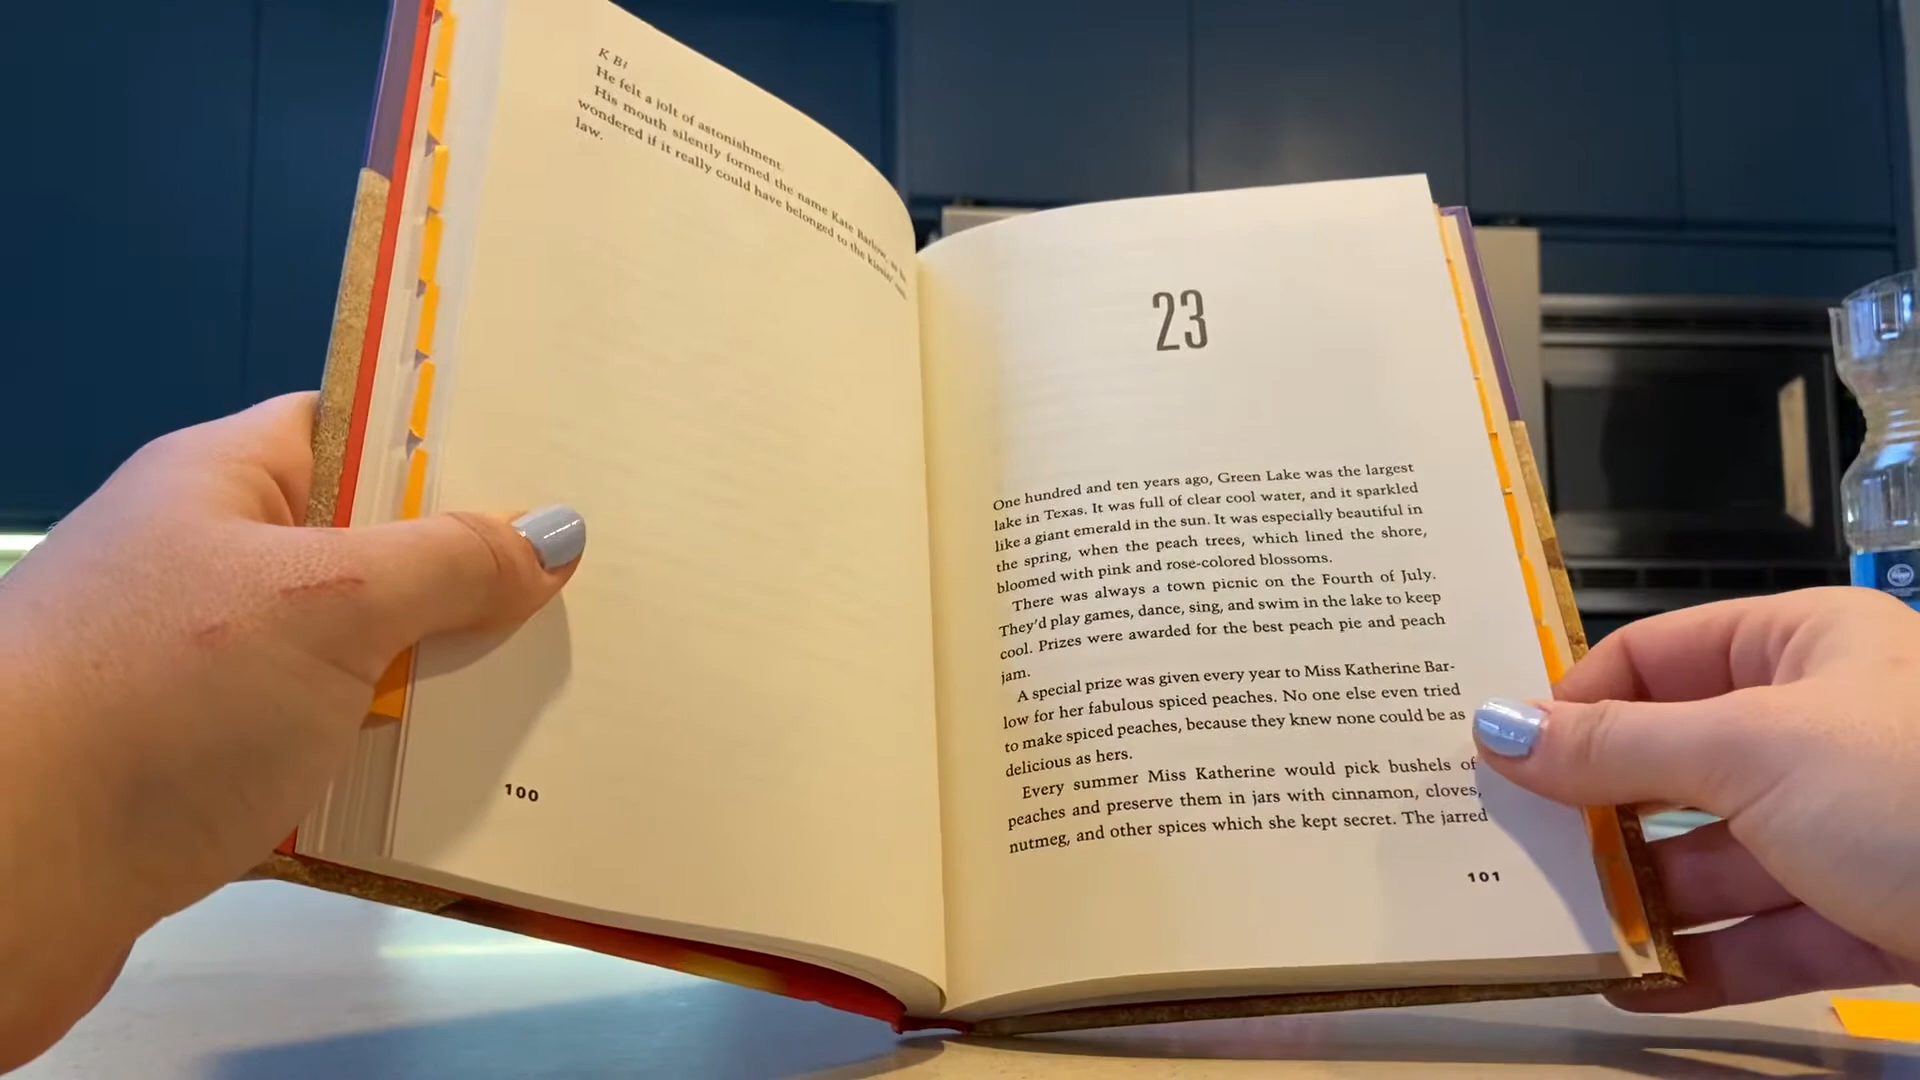 K B?
He felt a jolt of astonishment.
His mouth silently formed the name Kate Barlow, as he
wondered if it really could have belonged to the kissin' out-
law.
100
23
One hundred and ten years ago, Green Lake was the largest
lake in Texas. It was full of clear cool water, and it sparkled
like a giant emerald in the sun. It was especially beautiful in
the spring, when the peach trees, which lined the shore,
bloomed with pink and rose-colored blossoms.
There was always a town picnic on the Fourth of July.
They'd play games, dance, sing, and swim in the lake to keep
cool. Prizes were awarded for the best peach pie and peach
jam.
A special prize was given every year to Miss Katherine Bar-
low for her fabulous spiced peaches. No one else even tried
to make spiced peaches, because they knew none could be as
delicious as hers.
Every summer Miss Katherine would pick bushels of
peaches and preserve them in jars with cinnamon, cloves,
nutmeg, and other spices which she kept secret. The jarred
101